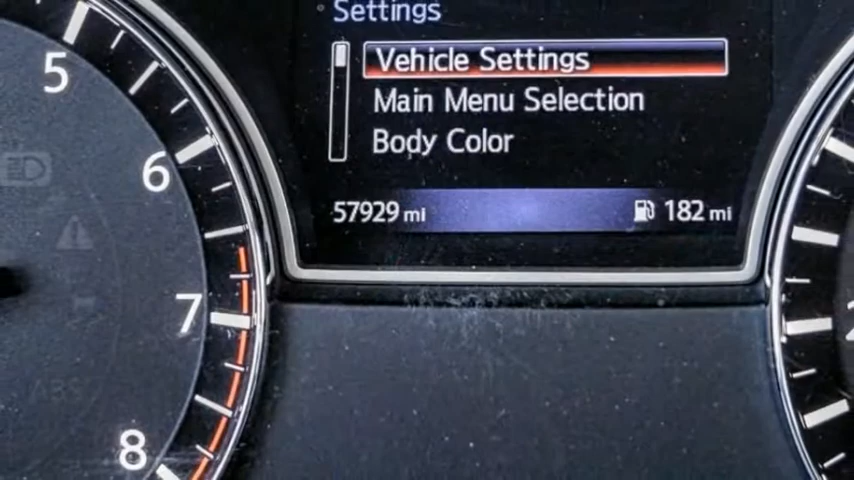 Settings
Vehicle Settings
Main Menu Selection
Body Color
57929 mi
182 mi
5
6
7
8
ABS